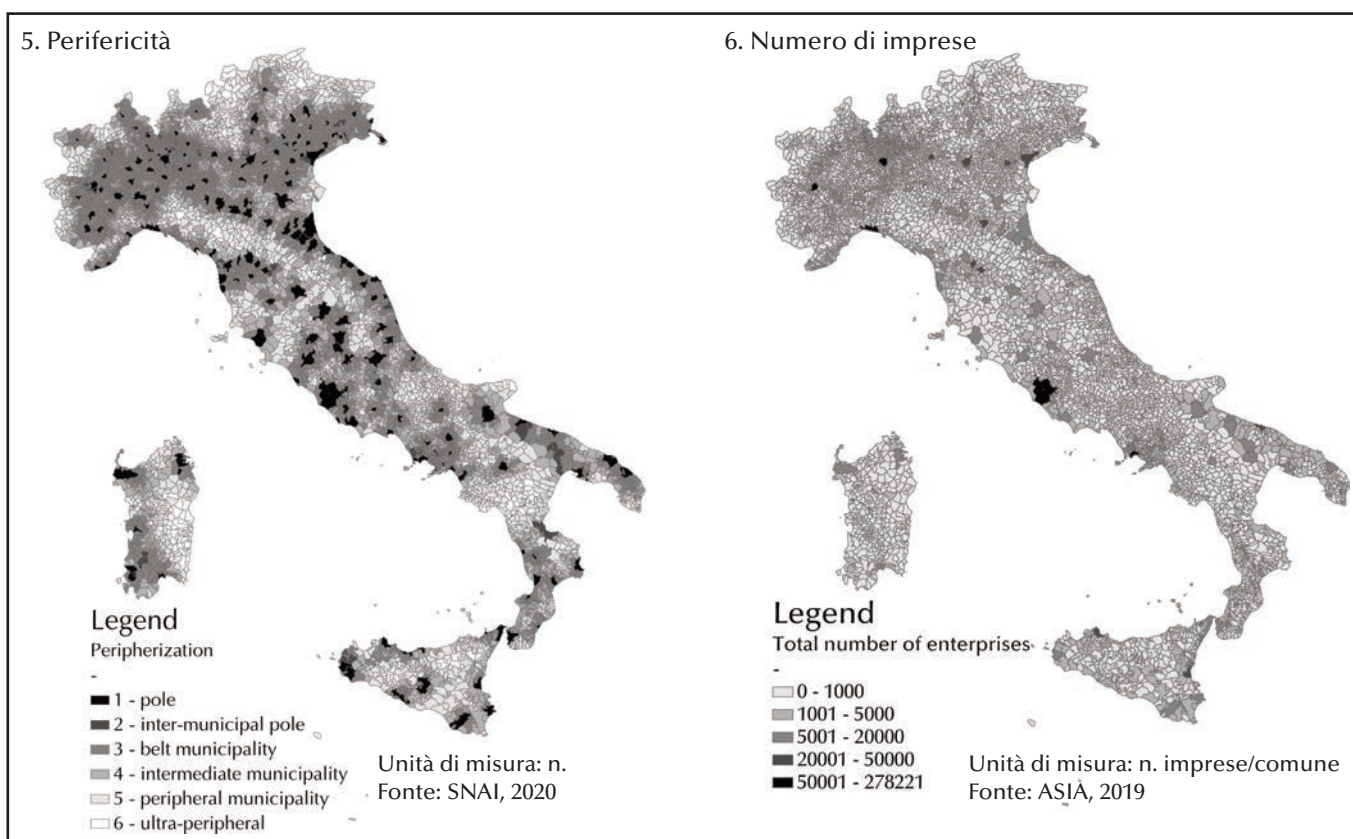 5. Perifericità
Legend
Peripherization
-
1 - pole
2 - inter-municipal pole
3 - belt municipality
4 - intermediate municipality
5 - peripheral municipality
6 - ultra-peripheral
Unità di misura: n.
Fonte: SNAI, 2020
6. Numero di imprese
Legend
Total number of enterprises
-
0 - 1000
1001 - 5000
5001 - 20000
20001 - 50000
50001 - 278221
Unità di misura: n. imprese/comune
Fonte: ASIA, 2019